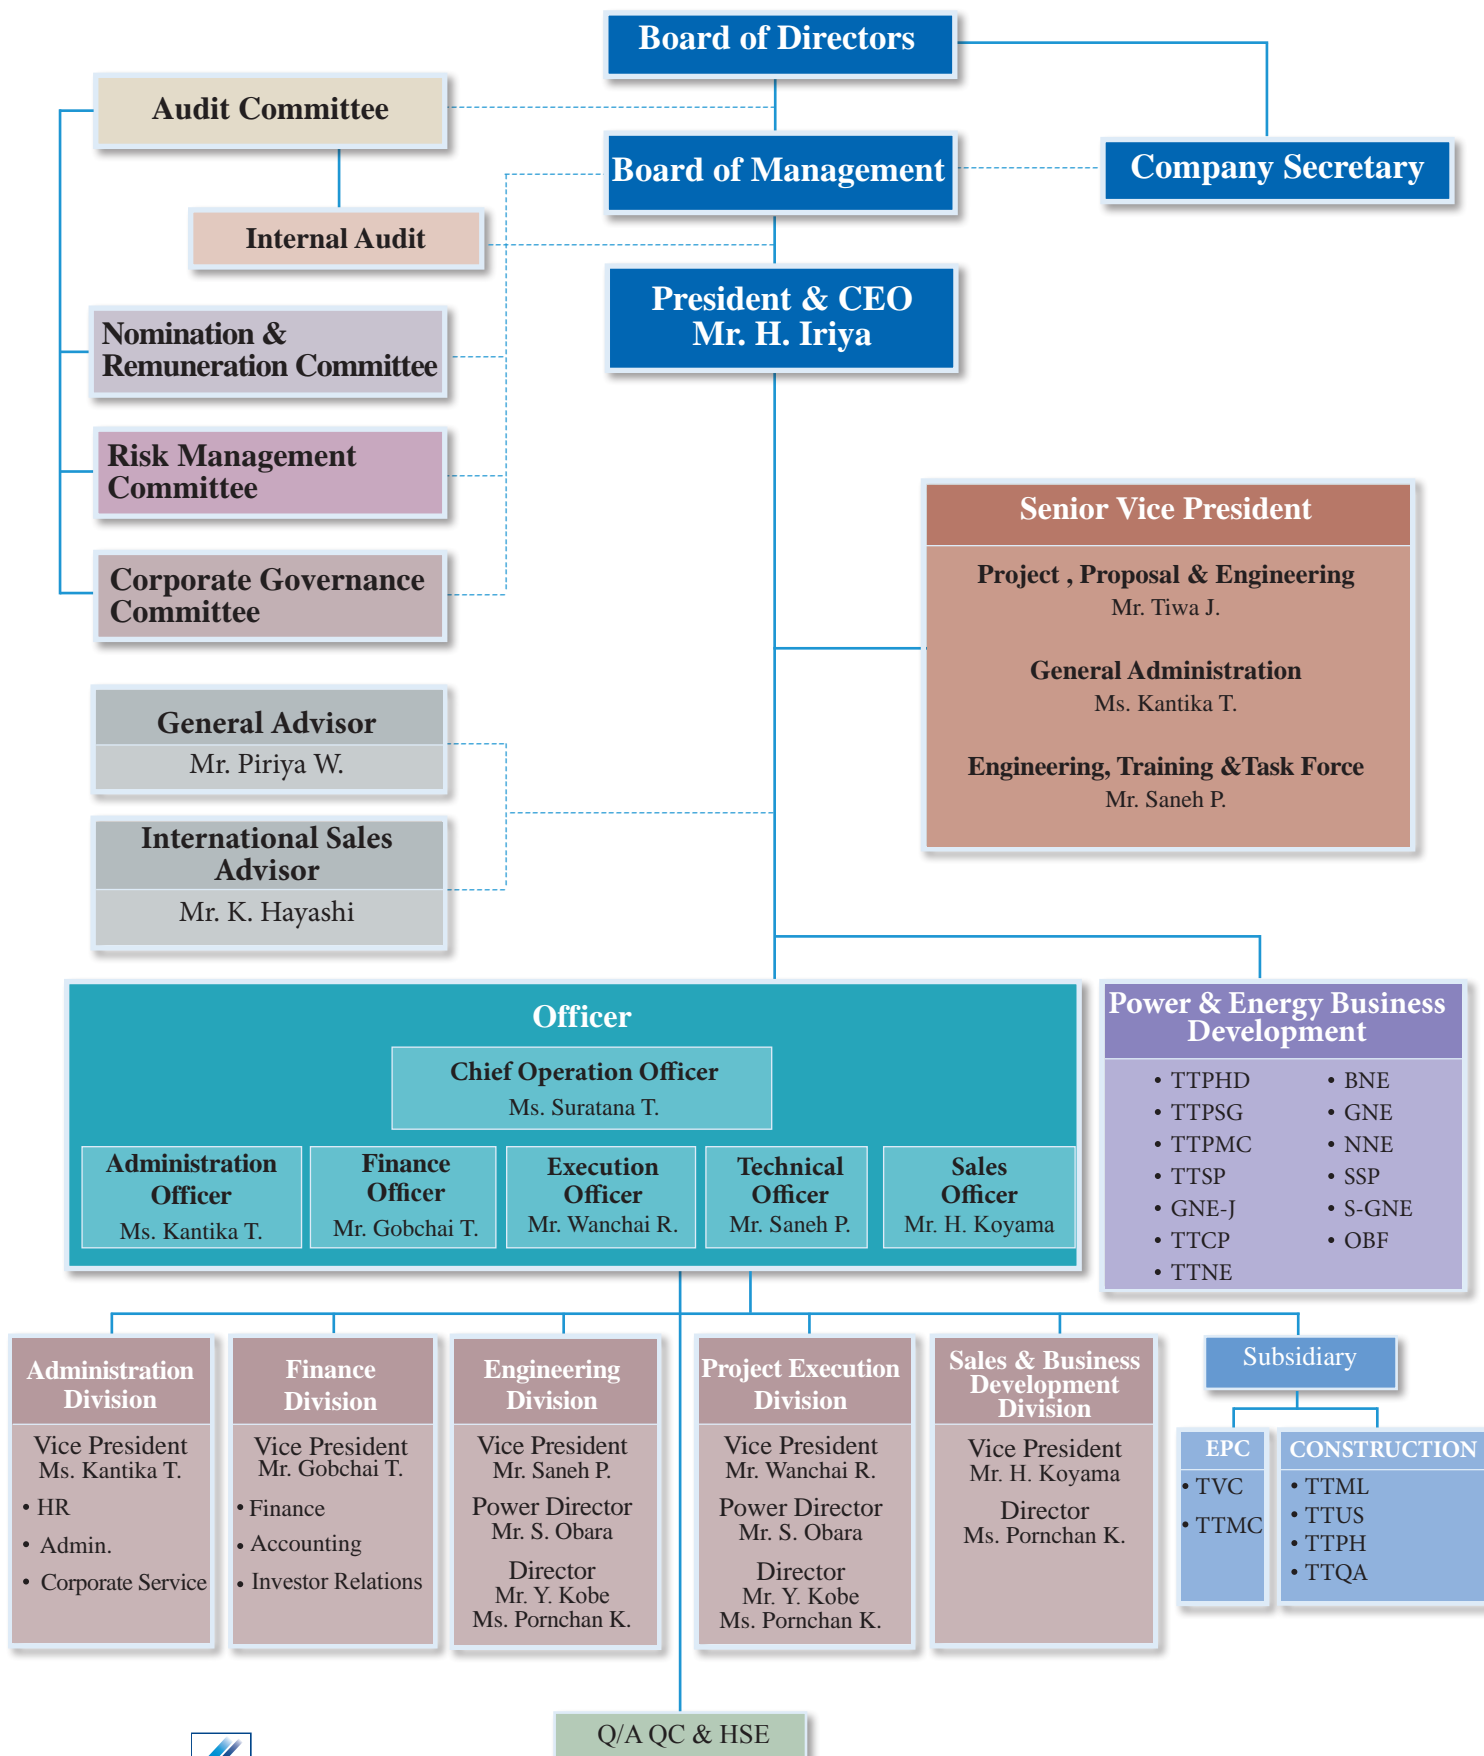 Board of Directors
Audit Committee
Board of Management
Company Secretary
Internal Audit
President & CEO
Mr. H. Iriya
Nomination &
Remuneration Committee
Risk Management
Committee
Corporate Governance
Committee
Senior Vice President
Project , Proposal & Engineering
Mr. Tiwa J.
General Administration
Ms. Kantika T.
Engineering, Training &Task Force
Mr. Saneh P.
General Advisor
Mr. Piriya W.
International Sales
Advisor
Mr. K. Hayashi
Officer
Chief Operation Officer
Ms. Suratana T.
Administration
Officer
Ms. Kantika T.
Finance
Officer
Mr. Gobchai T.
Execution
Officer
Mr. Wanchai R.
Technical
Officer
Mr. Saneh P.
Sales
Officer
Mr. H. Koyama
Power & Energy Business
Development
• TTPHD
• TTPSG
• TTPMC
• TTSP
• GNE-J
• TTCP
• TTNE
• BNE
• GNE
• NNE
• SSP
• S-GNE
• OBF
Administration
Division
Vice President
Ms. Kantika T.
• HR
• Admin.
• Corporate Service
Finance
Division
Vice President
Mr. Gobchai T.
• Finance
• Accounting
• Investor Relations
Engineering
Division
Vice President
Mr. Saneh P.
Power Director
Mr. S. Obara
Director
Mr. Y. Kobe
Ms. Pornchan K.
Project Execution
Division
Vice President
Mr. Wanchai R.
Power Director
Mr. S. Obara
Director
Mr. Y. Kobe
Ms. Pornchan K.
Sales & Business
Development
Division
Vice President
Mr. H. Koyama
Director
Ms. Pornchan K.
Subsidiary
EPC
• TVC
• TTMC
CONSTRUCTION
• TTML
• TTUS
• TTPH
• TTQA
Q/A QC & HSE